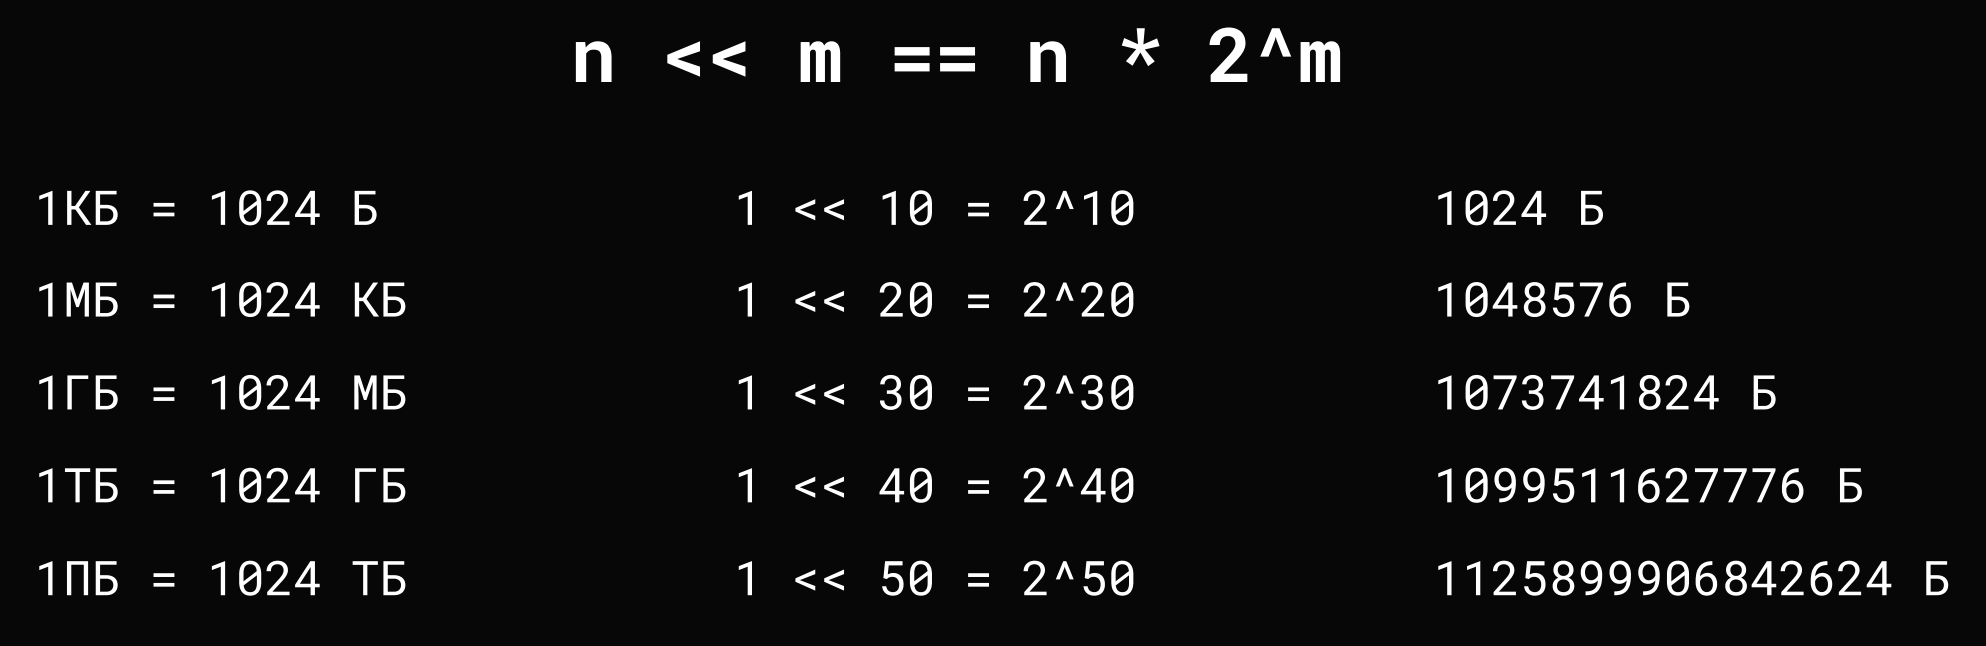 n << m == n * 2^m
1КБ = 1024 Б 1 << 10 = 2^10 1024 Б
1МБ = 1024 КБ 1 << 20 = 2^20 1048576 Б
1ГБ = 1024 МБ 1 << 30 = 2^30 1073741824 Б
1ТБ = 1024 ГБ 1 << 40 = 2^40 1099511627776 Б
1ПБ = 1024 ТБ 1 << 50 = 2^50 1125899906842624 Б